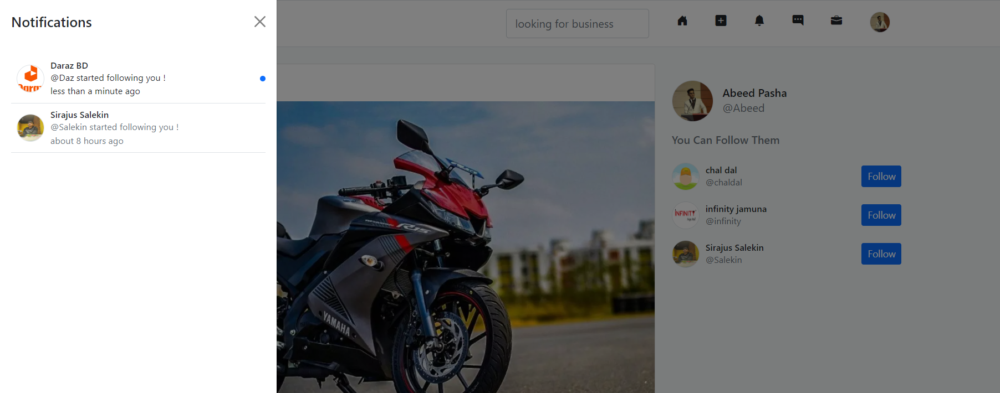 Notifications
Daraz BD
@Daz started following you !
less than a minute ago
Sirajus Salekin
@Salekin started following you !
about 8 hours ago
looking for business
R15
YAMAHA
Abeed Pasha
@Abeed
You Can Follow Them
chal dal
@chaldal
Follow
INFINITY
infinity jamuna
@infinity
Follow
Sirajus Salekin
@Salekin
Follow